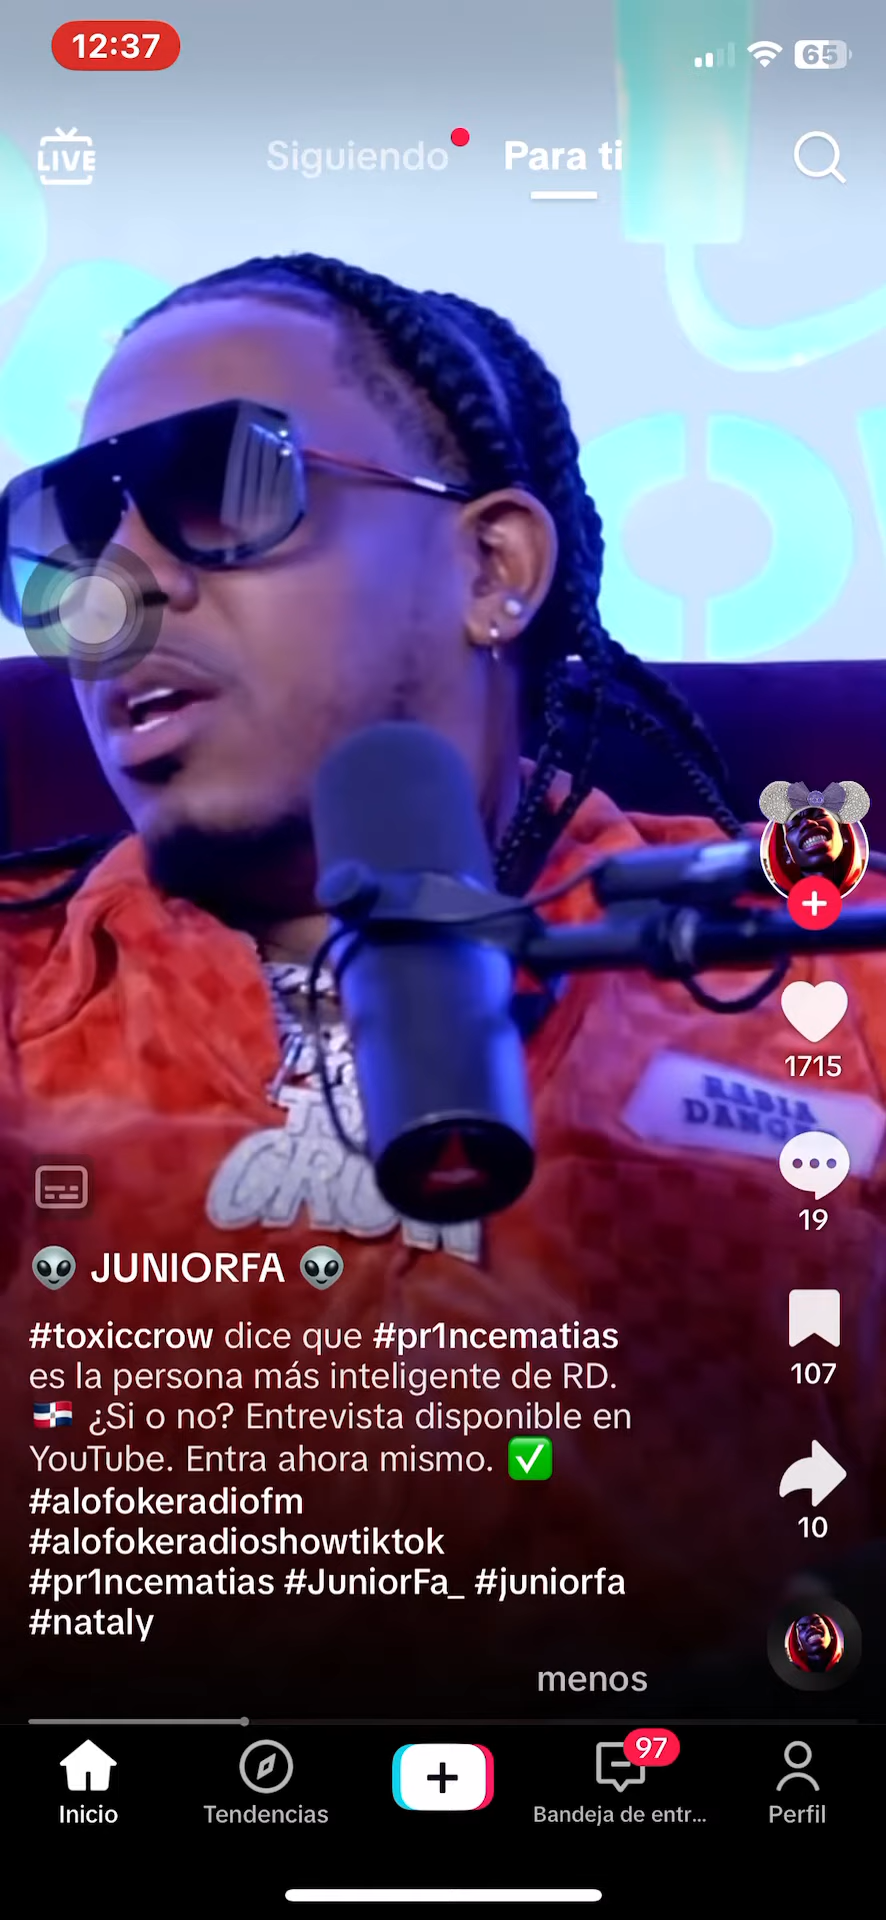 12:37
65
LIVE
Siguiendo
Para ti
1715
DANG
19
👽 JUNIORFA 👽
#toxiccrow dice que #pr1ncematias
es la persona más inteligente de RD.
🇩🇴 ¿Si o no? Entrevista disponible en
YouTube. Entra ahora mismo. ✅
107
#alofokeradiofm
#alofokeradioshowtiktok
10
#pr1ncematias #JuniorFa_ #juniorfa
#nataly
menos
97
Inicio
Tendencias
Bandeja de entr...
Perfil